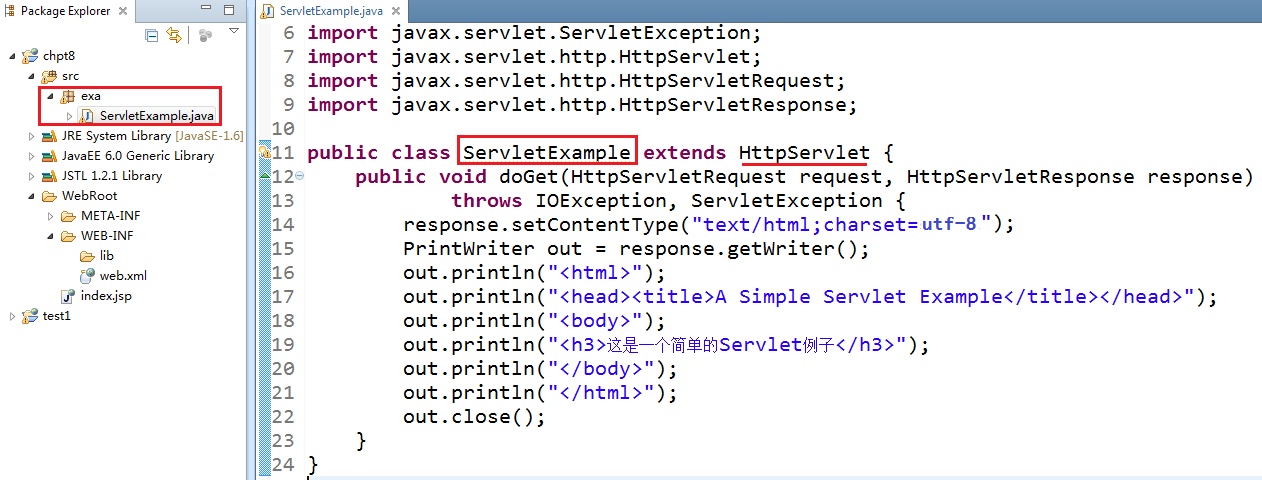 Package Explorer
chpt8
src
exa
ServletExample.java
JRE System Library [JavaSE-1.6]
JavaEE 6.0 Generic Library
JSTL 1.2.1 Library
WebRoot
META-INF
WEB-INF
lib
web.xml
index.jsp
test1
ServletExample.java
6 import javax.servlet.ServletException;
7 import javax.servlet.http.HttpServlet;
8 import javax.servlet.http.HttpServletRequest;
9 import javax.servlet.http.HttpServletResponse;
10
11 public class ServletExample extends HttpServlet {
12 public void doGet(HttpServletRequest request, HttpServletResponse response)
13 throws IOException, ServletException {
14 response.setContentType("text/html;charset=utf-8");
15 PrintWriter out = response.getWriter();
16 out.println("<html>");
17 out.println("<head><title>A Simple Servlet Example</title></head>");
18 out.println("<body>");
19 out.println("<h3>这是一个简单的Servlet例子</h3>");
20 out.println("</body>");
21 out.println("</html>");
22 out.close();
23 }
24 }